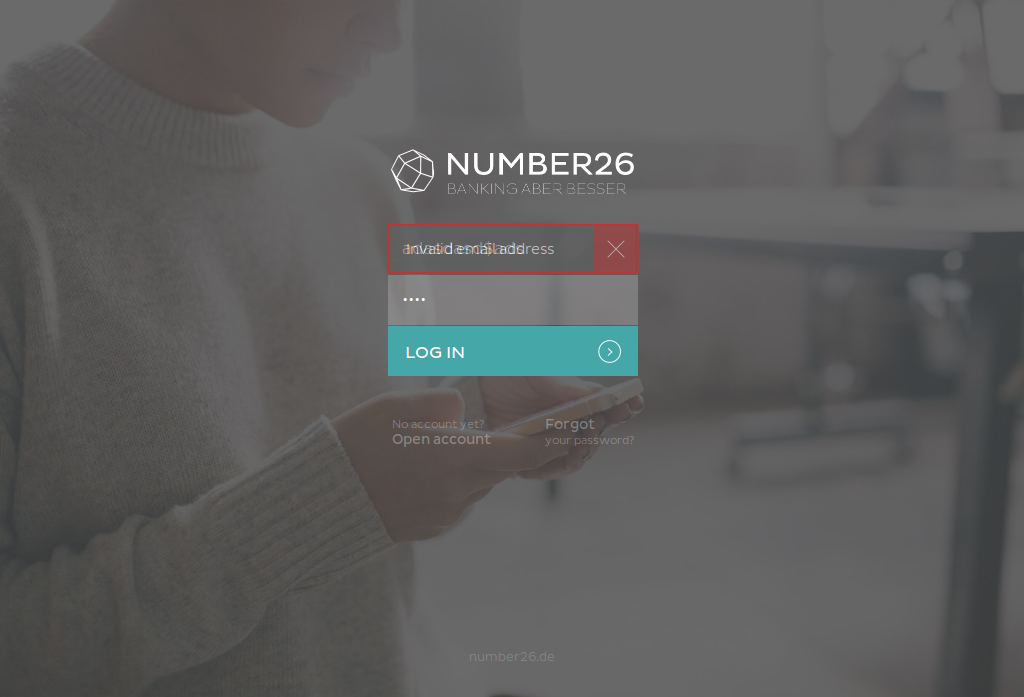 NUMBER26
BANKING ABER BESSER
Invalid email address
••••
LOG IN
No account yet?
Open account
Forgot
your password?
number26.de